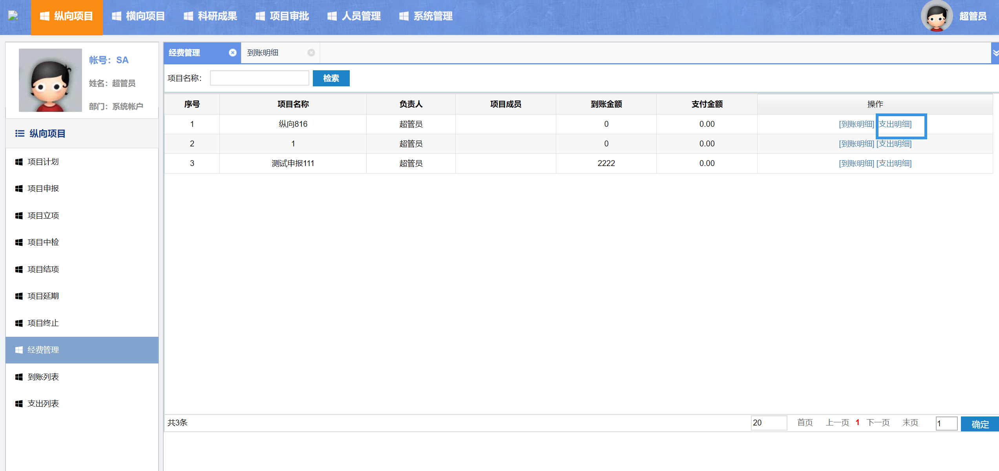 纵向项目 横向项目 科研成果 项目审批 人员管理 系统管理 超管员
帐号：SA
姓名：超管员
部门：系统帐户
纵向项目
项目计划
项目申报
项目立项
项目中检
项目结项
项目延期
项目终止
经费管理
到账列表
支出列表
经费管理 到账明细
项目名称： 检索
序号 项目名称 负责人 项目成员 到账金额 支付金额 操作
1 纵向816 超管员 0 0.00 [到账明细] [支出明细]
2 1 超管员 0 0.00 [到账明细] [支出明细]
3 测试申报111 超管员 2222 0.00 [到账明细] [支出明细]
共3条 20 首页 上一页 1 下一页 末页 1 确定